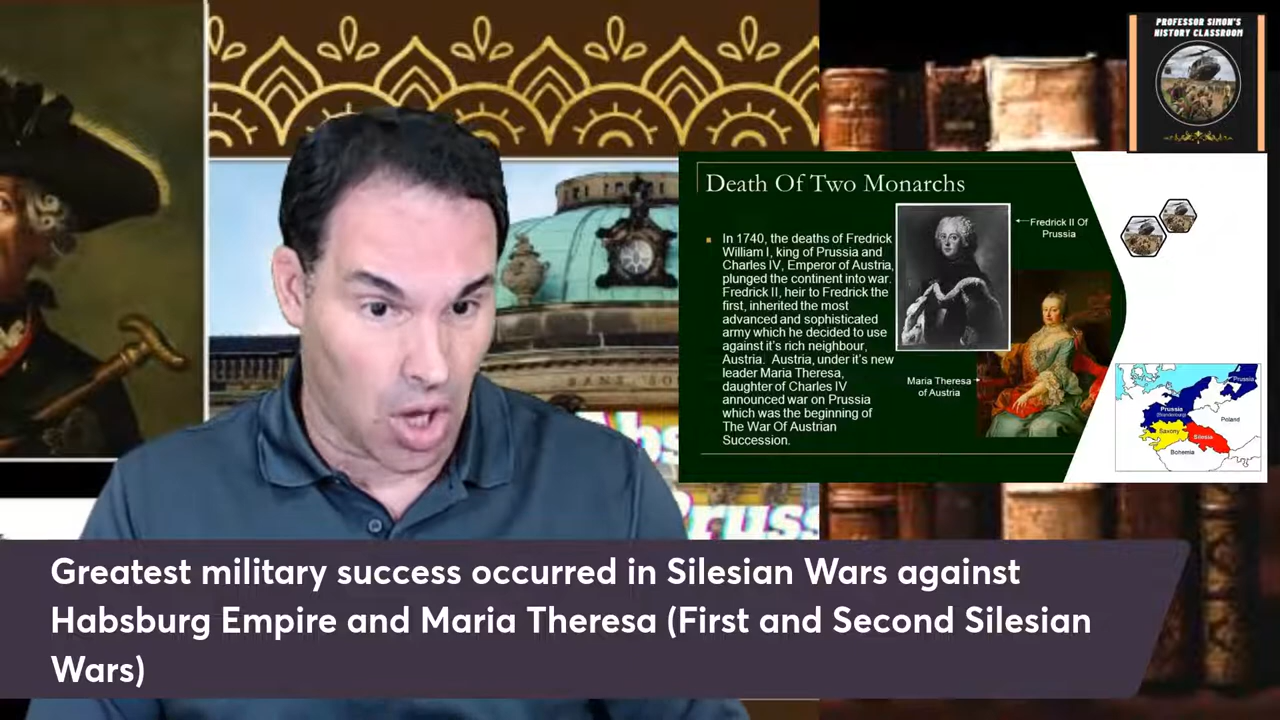 PROFESSOR SIMON'S
HISTORY CLASSROOM
Death Of Two Monarchs
In 1740, the deaths of Fredrick
William I, king of Prussia and
Charles IV, Emperor of Austria,
plunged the continent into war.
Fredrick II, heir to Fredrick the
first, inherited the most
advanced and sophisticated
army which he decided to use
against it's rich neighbour,
Austria. Austria, under it's new
leader Maria Theresa,
daughter of Charles IV
announced war on Prussia
which was the beginning of
The War Of Austrian
Succession.
Fredrick II Of
Prussia
Maria Theresa
of Austria
Prussia
Prussia
(Brandenburg)
Poland
Saxony
Silesia
Bohemia
Greatest military success occurred in Silesian Wars against
Habsburg Empire and Maria Theresa (First and Second Silesian
Wars)